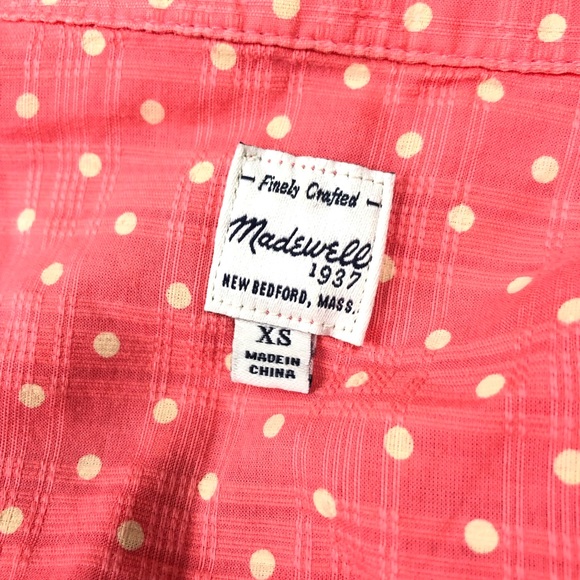 Finely Crafted
Madewell
1937
NEW BEDFORD, MASS.
XS
MADE IN
CHINA